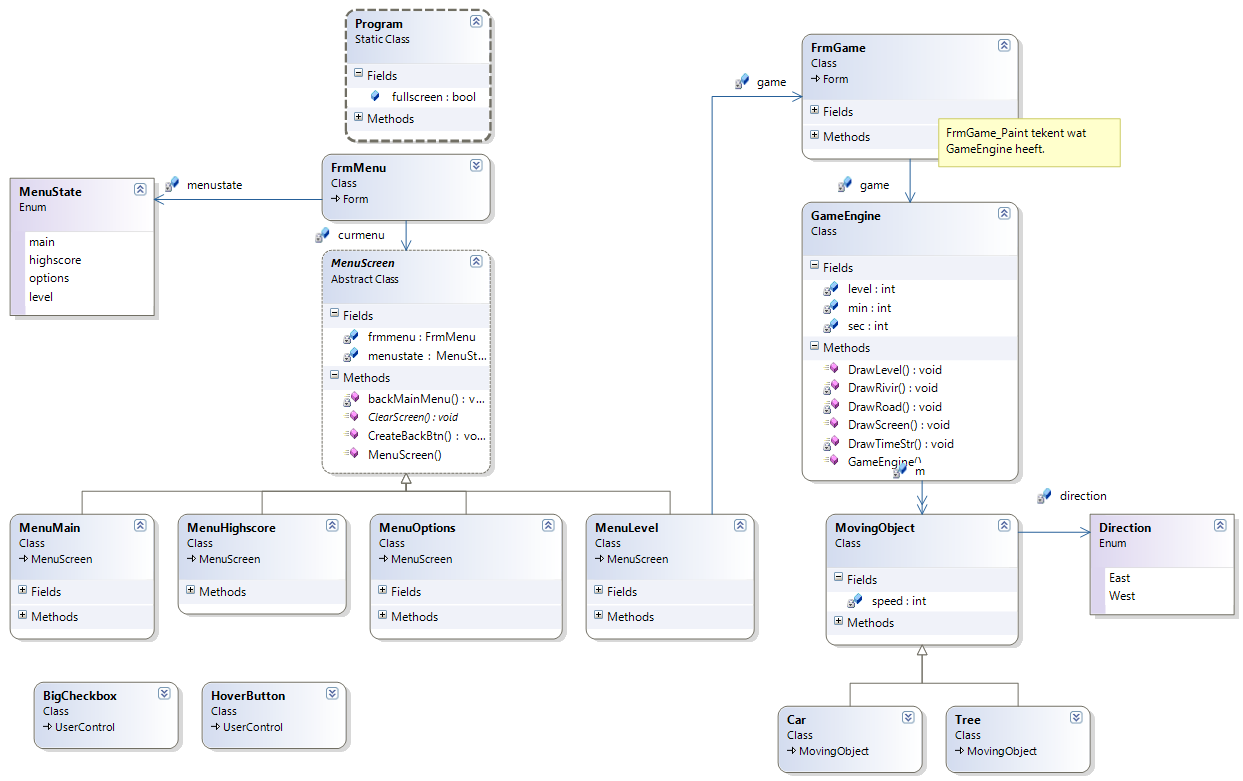 Program
Static Class
Fields
fullscreen : bool
Methods
FrmMenu
Class
Form
menustate
MenuState
Enum
main
highscore
options
level
curmenu
MenuScreen
Abstract Class
Fields
frmmenu : FrmMenu
menustate : MenuSt...
Methods
backMainMenu() : v...
ClearScreen() : void
CreateBackBtn() : vo...
MenuScreen()
MenuMain
Class
MenuScreen
Fields
Methods
MenuHighscore
Class
MenuScreen
Methods
MenuOptions
Class
MenuScreen
Fields
Methods
MenuLevel
Class
MenuScreen
Fields
Methods
BigCheckbox
Class
UserControl
HoverButton
Class
UserControl
game
FrmGame
Class
Form
Fields
Methods
FrmGame_Paint tekent wat
GameEngine heeft.
game
GameEngine
Class
Fields
level : int
min : int
sec : int
Methods
DrawLevel() : void
DrawRivir() : void
DrawRoad() : void
DrawScreen() : void
DrawTimeStr() : void
GameEngine()
m
MovingObject
Class
Fields
speed : int
Methods
direction
Direction
Enum
East
West
Car
Class
MovingObject
Tree
Class
MovingObject